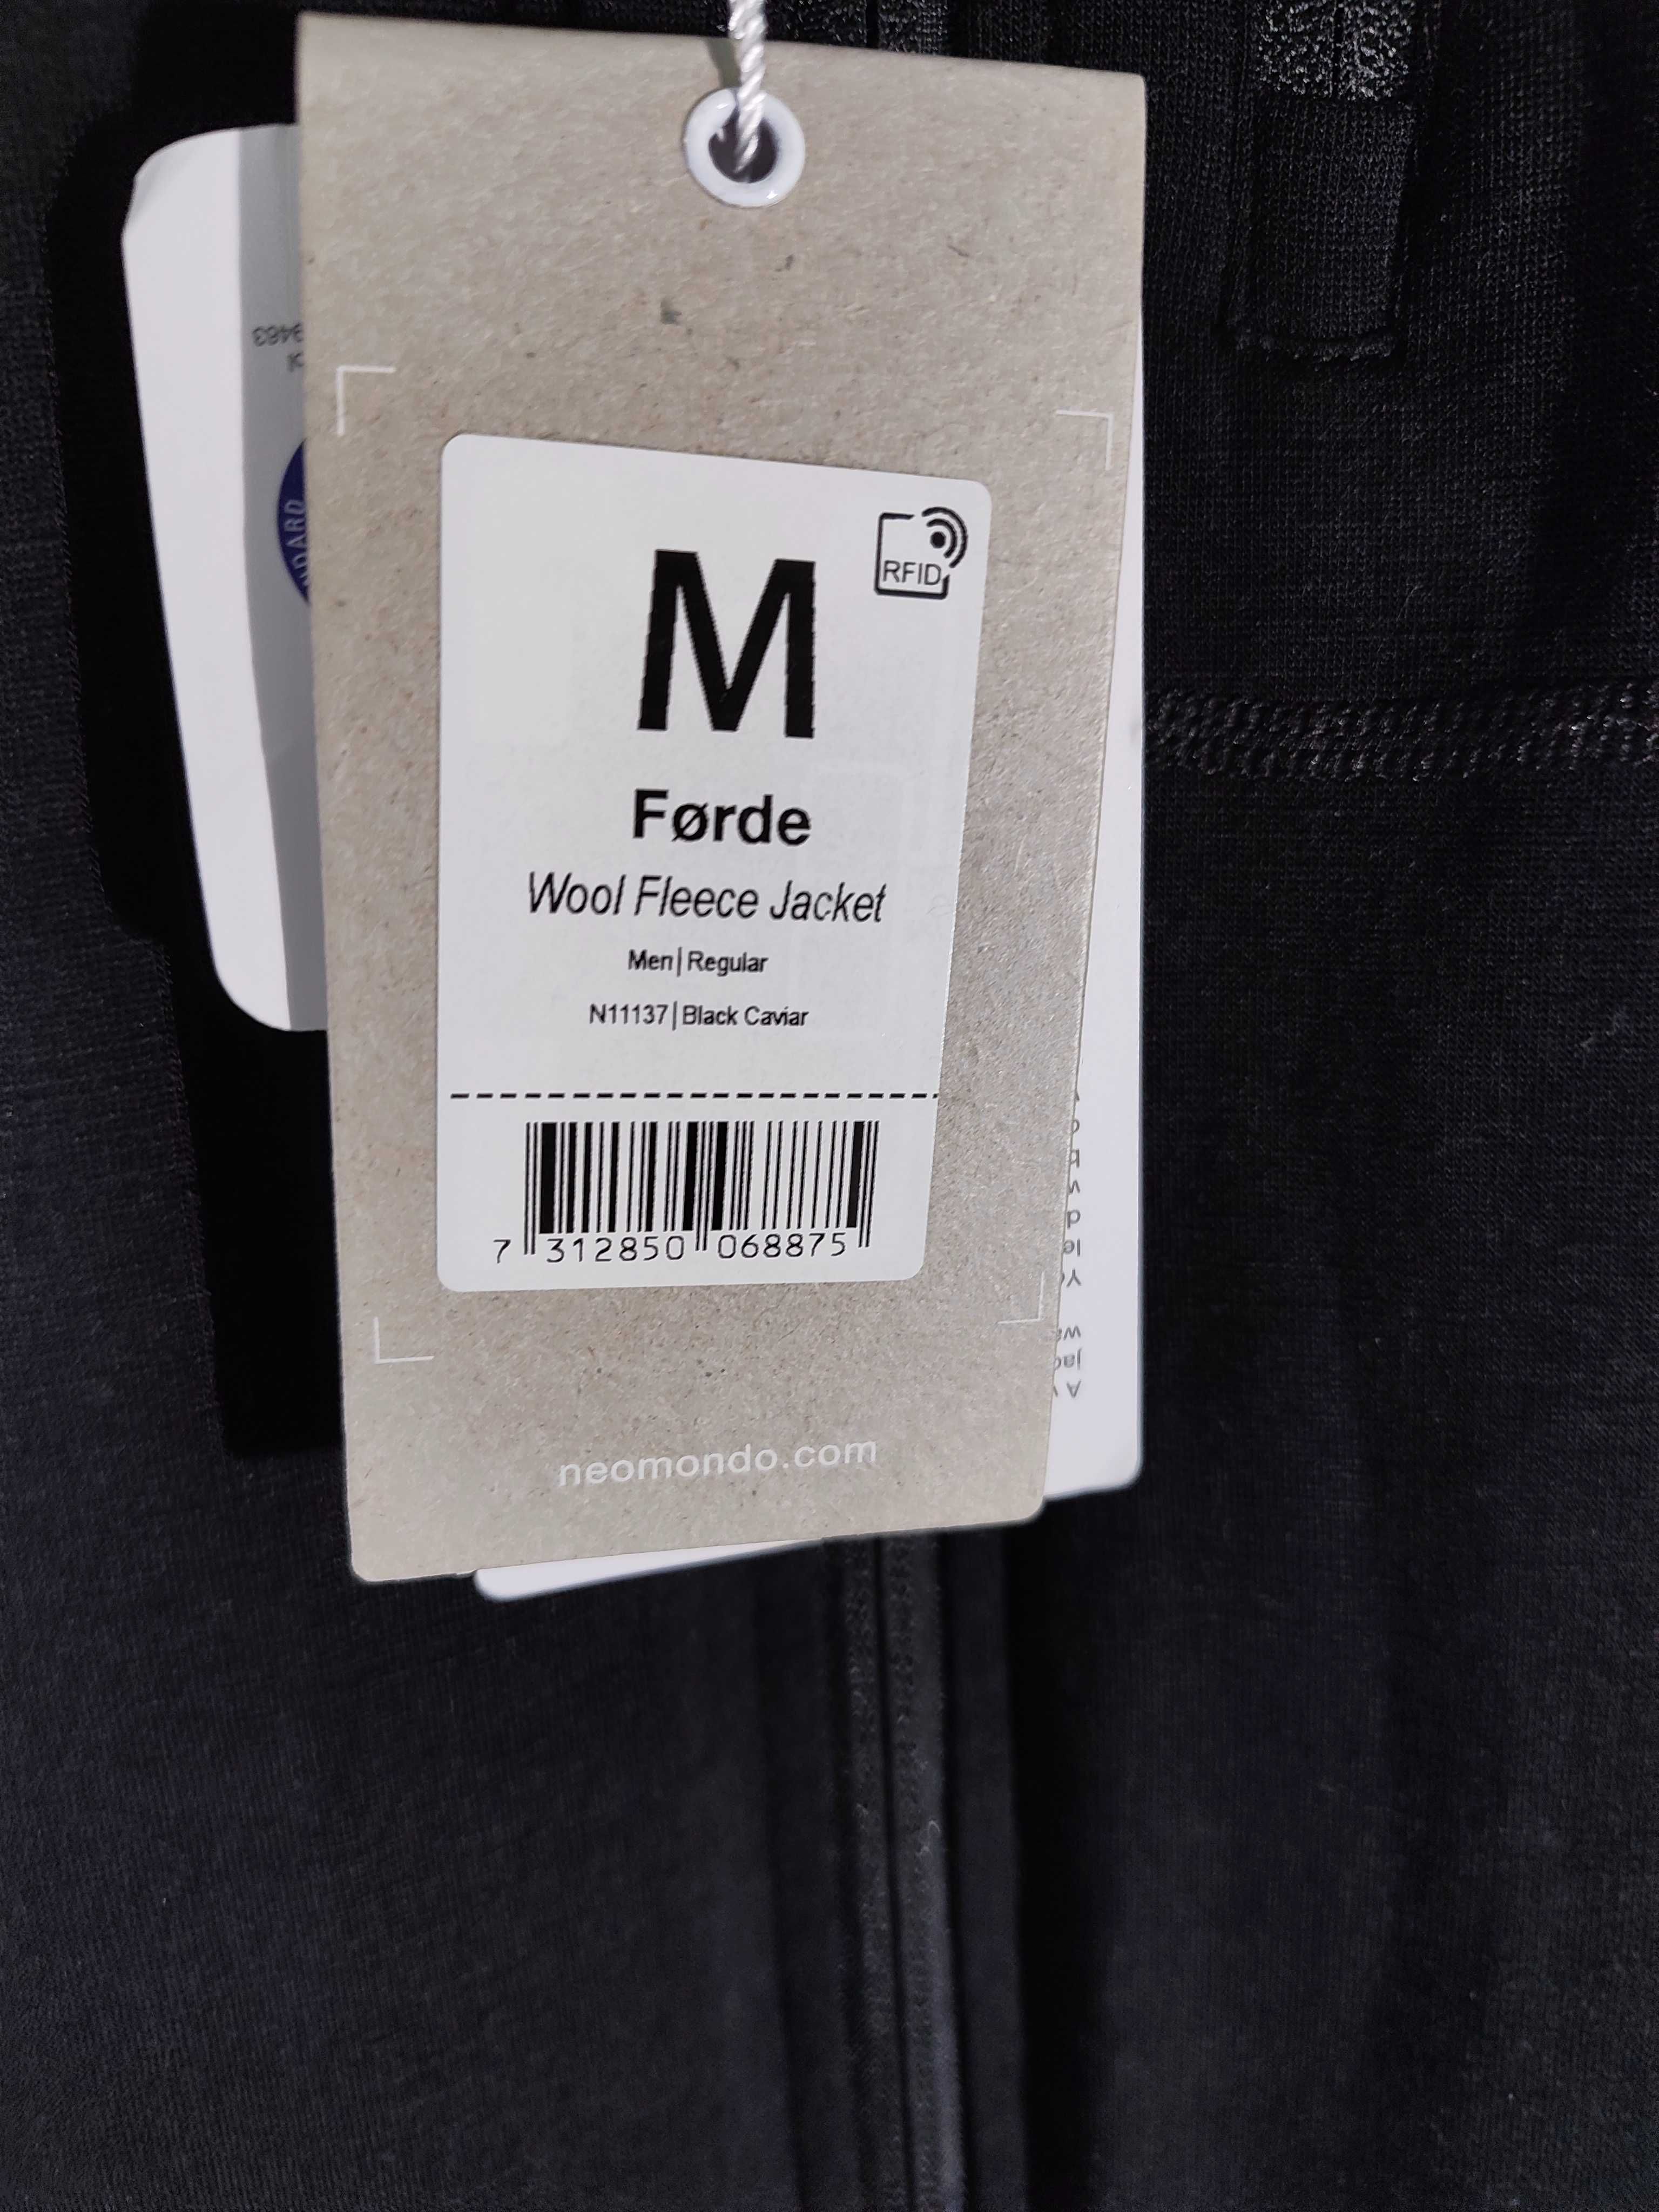 RFID
M
Førde
Wool Fleece Jacket
Men|Regular
N11137|Black Caviar
7 312850 068875
neomondo.com